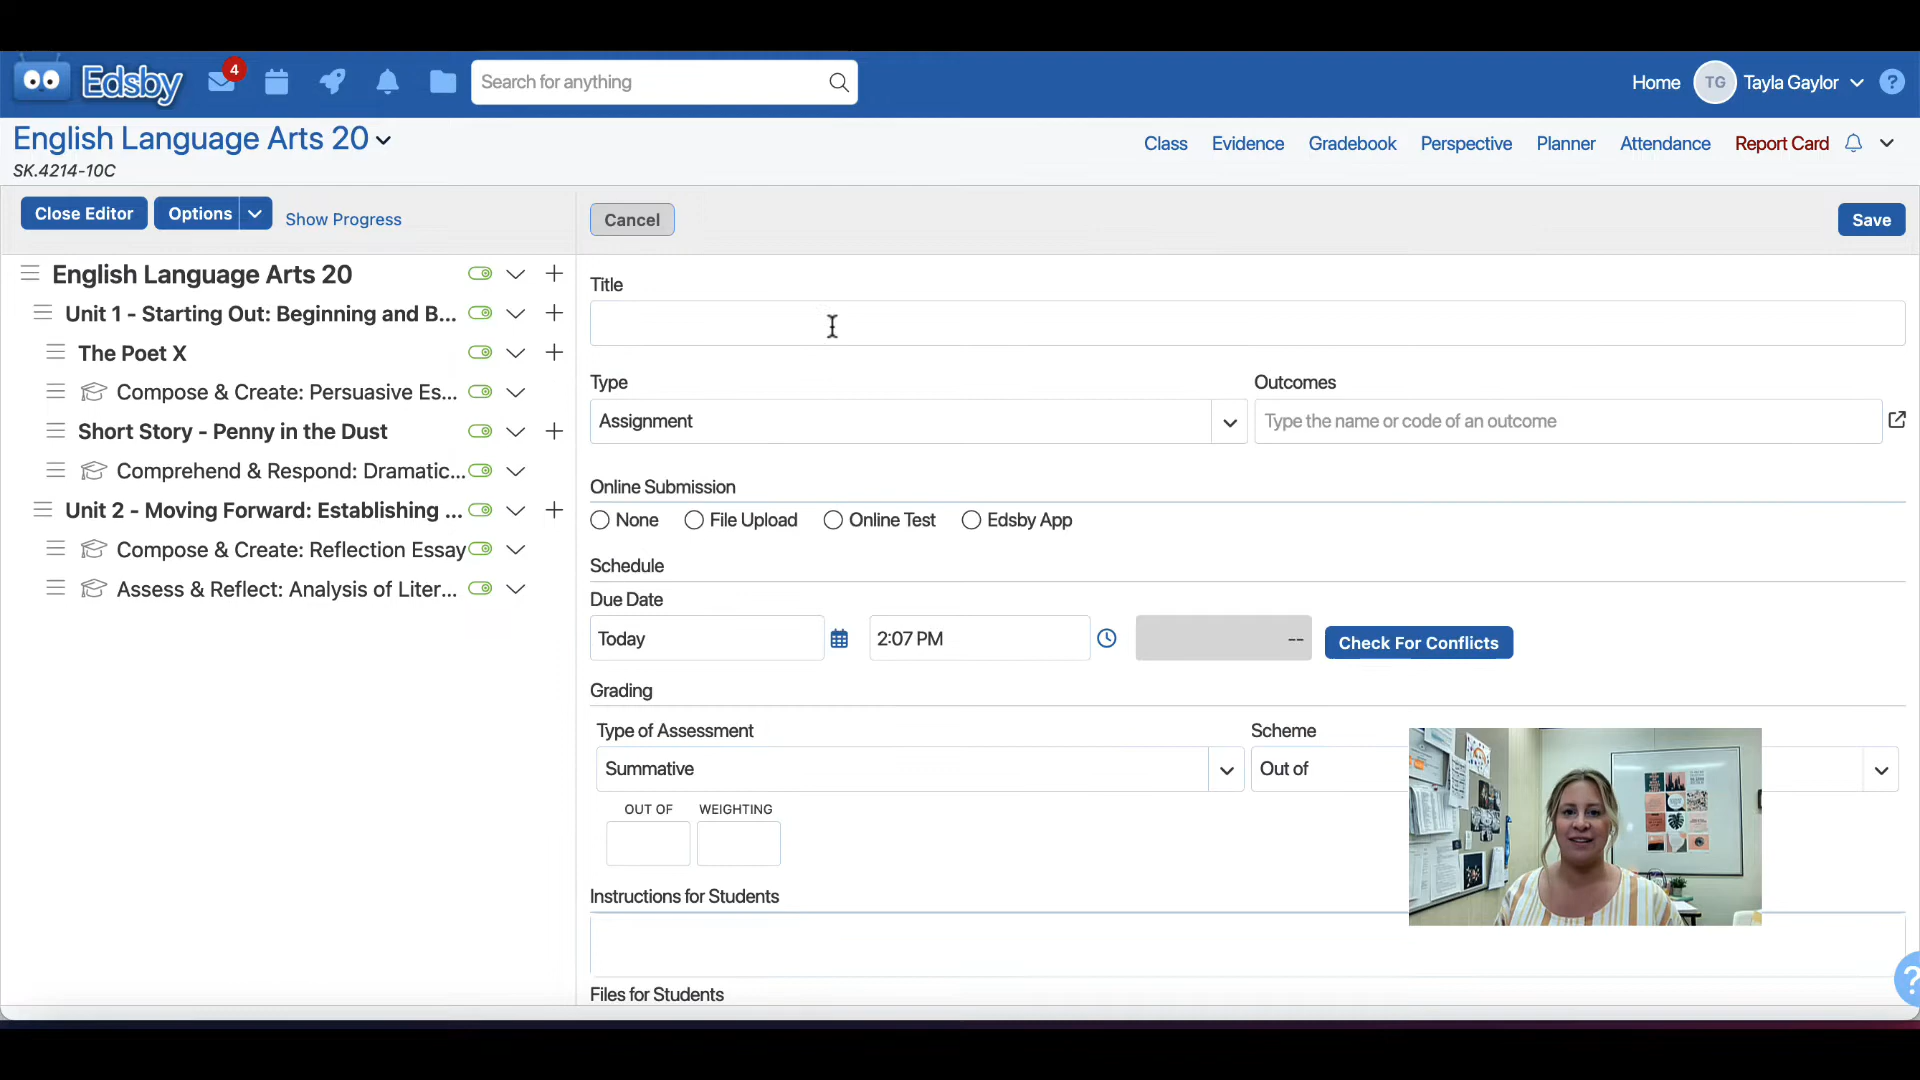 Edsby
4
Search for anything
Home
TG
Tayla Gaylor
?
English Language Arts 20
SK.4214-10C
Class
Evidence
Gradebook
Perspective
Planner
Attendance
Report Card
Close Editor
Options
Show Progress
Cancel
Save
English Language Arts 20
Unit 1 - Starting Out: Beginning and B...
The Poet X
Compose & Create: Persuasive Es...
Short Story - Penny in the Dust
Comprehend & Respond: Dramatic...
Unit 2 - Moving Forward: Establishing ...
Compose & Create: Reflection Essay
Assess & Reflect: Analysis of Liter...
Title
Type
Outcomes
Assignment
Type the name or code of an outcome
Online Submission
None
File Upload
Online Test
Edsby App
Schedule
Due Date
Today
2:07 PM
--
Check For Conflicts
Grading
Type of Assessment
Scheme
Summative
Out of
OUT OF
WEIGHTING
Instructions for Students
Files for Students
?